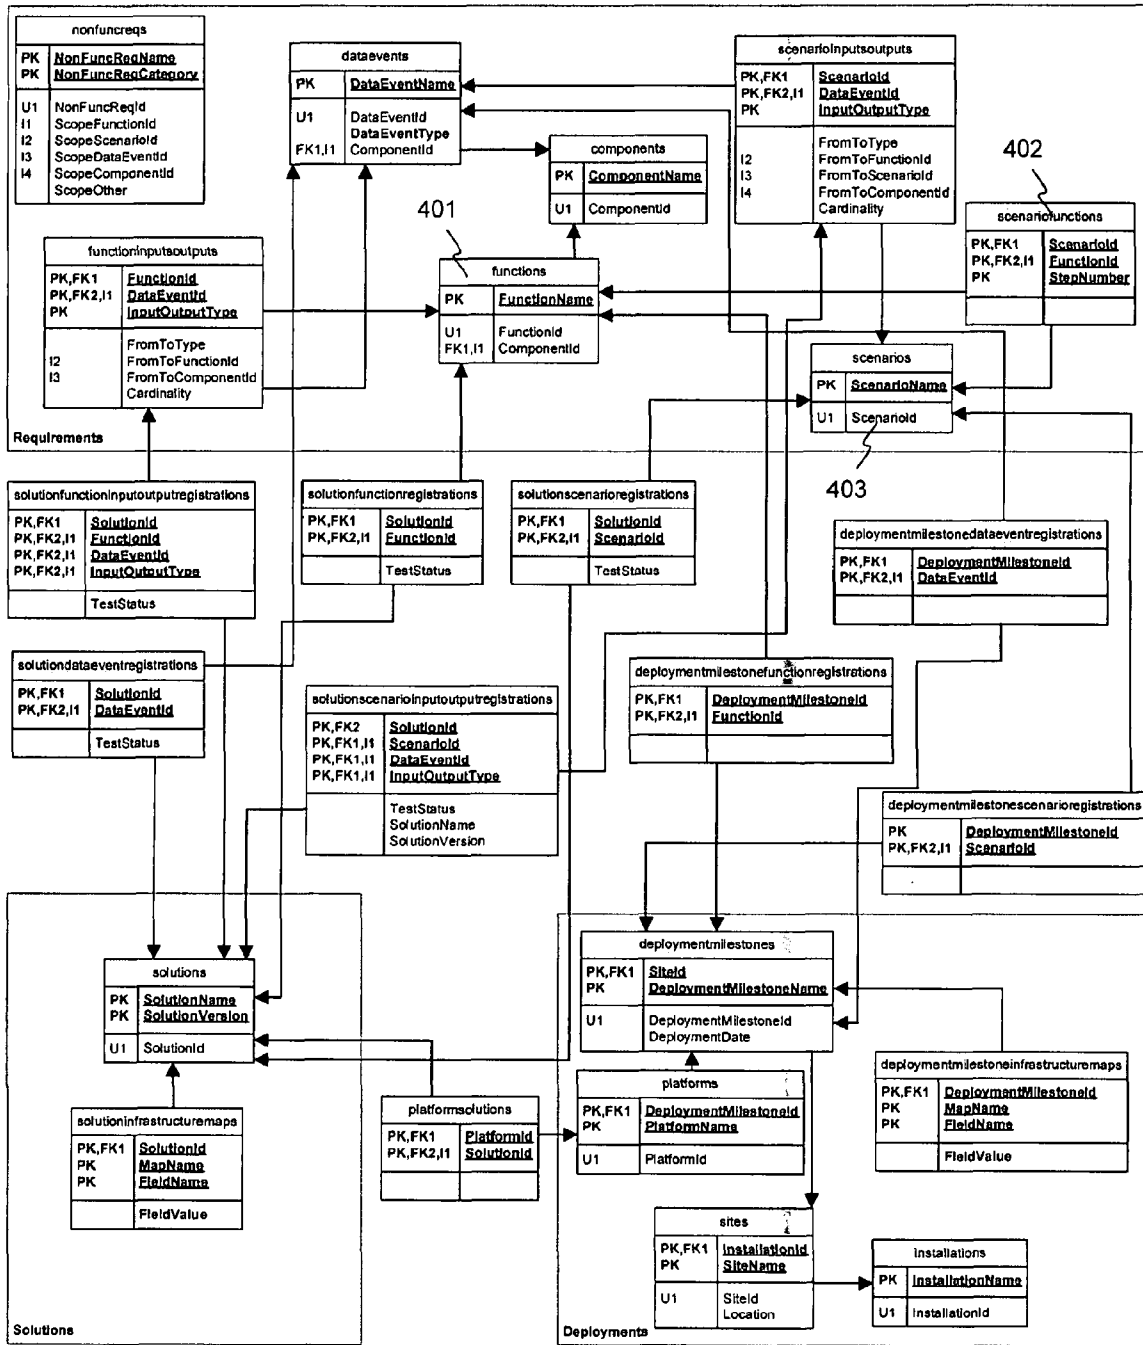 nonfuncreqs
PK NonFuncReqName
PK NonFuncReqCategory
U1 NonFuncReqId
I1 ScopeFunctionId
I2 ScopeScenarioId
I3 ScopeDataEventId
I4 ScopeComponentId
ScopeOther
dataevents
PK DataEventName
U1 DataEventId
DataEventType
FK1,I1 ComponentId
scenarioinputsoutputs
PK,FK1 ScenarioId
PK,FK2,I1 DataEventId
PK InputOutputType
FromToType
I2 FromToFunctionId
I3 FromToScenarioId
I4 FromToComponentId
Cardinality
components
PK ComponentName
U1 ComponentId
402
scenariofunctions
PK,FK1 ScenarioId
PK,FK2,I1 FunctionId
PK StepNumber
401
functioninputsoutputs
PK,FK1 FunctionId
PK,FK2,I1 DataEventId
PK InputOutputType
FromToType
I2 FromToFunctionId
I3 FromToComponentId
Cardinality
functions
PK FunctionName
U1 FunctionId
FK1,I1 ComponentId
scenarios
PK ScenarioName
U1 ScenarioId
403
Requirements
solutionfunctioninputoutputregistrations
PK,FK1 SolutionId
PK,FK2,I1 FunctionId
PK,FK2,I1 DataEventId
PK,FK2,I1 InputOutputType
TestStatus
solutionfunctionregistrations
PK,FK1 SolutionId
PK,FK2,I1 FunctionId
TestStatus
solutionscenarioregistrations
PK,FK1 SolutionId
PK,FK2,I1 ScenarioId
TestStatus
deploymentmilestonedataeventregistrations
PK,FK1 DeploymentMilestoneId
PK,FK2,I1 DataEventId
solutiondataeventregistrations
PK,FK1 SolutionId
PK,FK2,I1 DataEventId
TestStatus
solutionscenarioinputoutputregistrations
PK,FK2 SolutionId
PK,FK1,I1 ScenarioId
PK,FK1,I1 DataEventId
PK,FK1,I1 InputOutputType
TestStatus
SolutionName
SolutionVersion
deploymentmilestonefunctionregistrations
PK,FK1 DeploymentMilestoneId
PK,FK2,I1 FunctionId
deploymentmilestonescenarioregistrations
PK DeploymentMilestoneId
PK,FK2,I1 ScenarioId
solutions
PK SolutionName
PK SolutionVersion
U1 SolutionId
deploymentmilestones
PK,FK1 SiteId
PK DeploymentMilestoneName
U1 DeploymentMilestoneId
DeploymentDate
solutioninfrastructuremaps
PK,FK1 SolutionId
PK MapName
PK FieldName
FieldValue
platformsolutions
PK,FK1 PlatformId
PK,FK2,I1 SolutionId
platforms
PK,FK1 DeploymentMilestoneId
PK PlatformName
U1 PlatformId
deploymentmilestoneinfrastructuremaps
PK,FK1 DeploymentMilestoneId
PK MapName
PK FieldName
FieldValue
sites
PK,FK1 InstallationId
PK SiteName
U1 SiteId
Location
Installations
PK InstallationName
U1 InstallationId
Solutions
Deployments